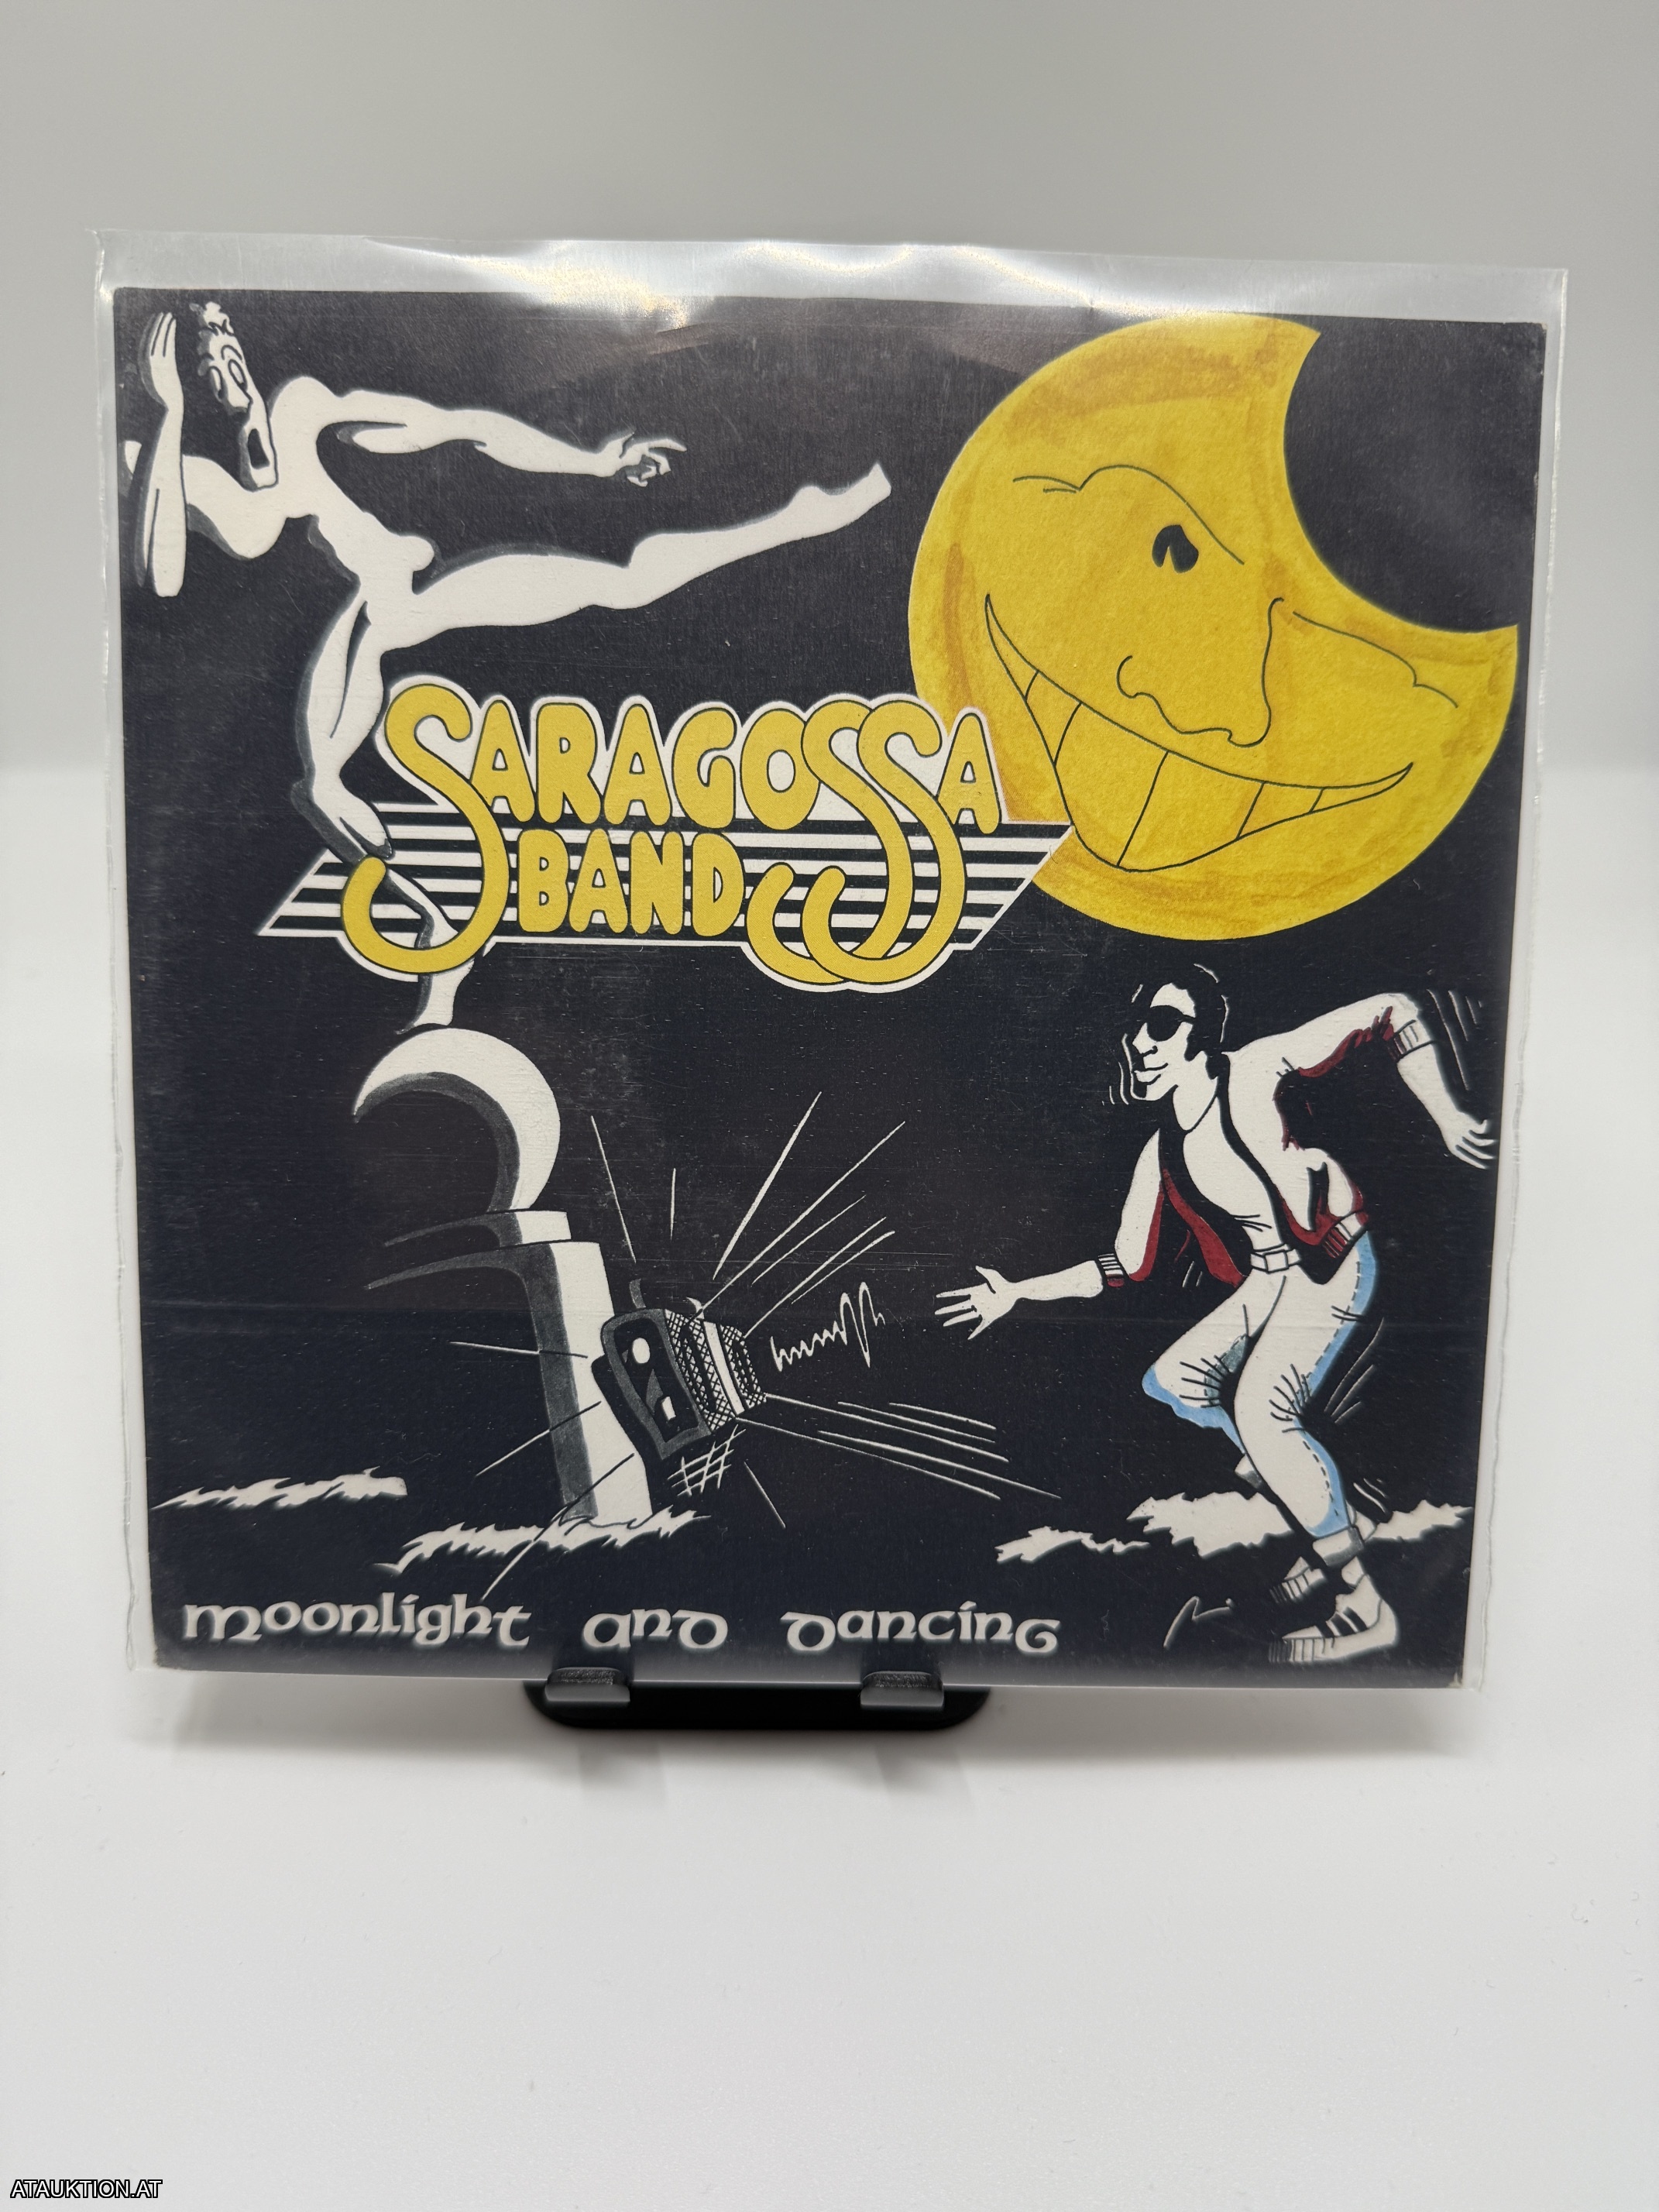 SARAGOSSA
BAND
moonlight and dancing
ATAUKTION.AT